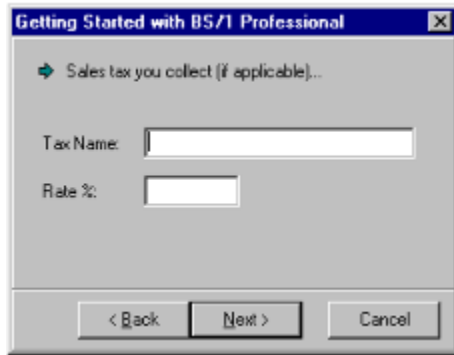 Getting Started with BS/1 Professional
Sales tax you collect (if applicable)...
Tax Name:
Rate %:
< Back Next > Cancel